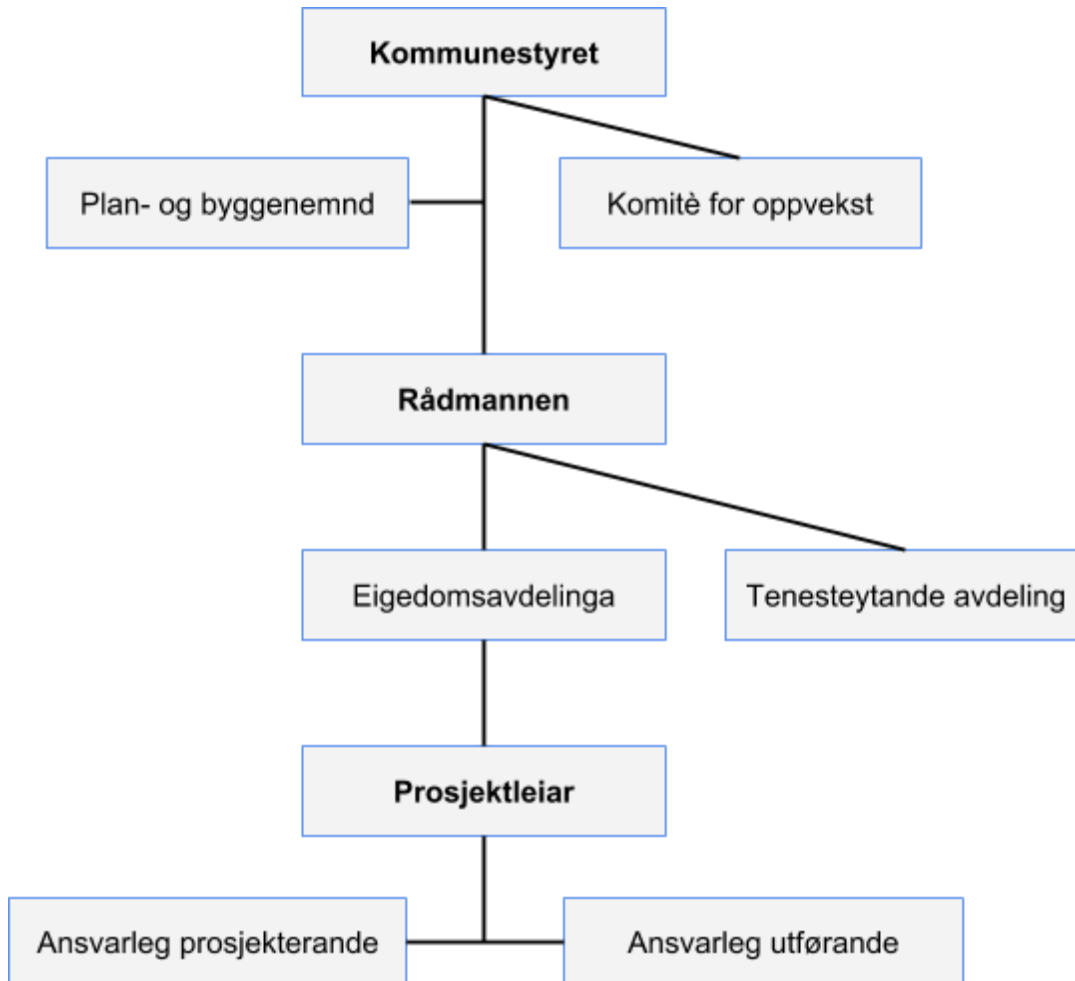 Kommunestyret
Plan- og byggenemnd
Komitè for oppvekst
Rådmannen
Eigedomsavdelinga
Tenesteytande avdeling
Prosjektleiar
Ansvarleg prosjekterande
Ansvarleg utførande